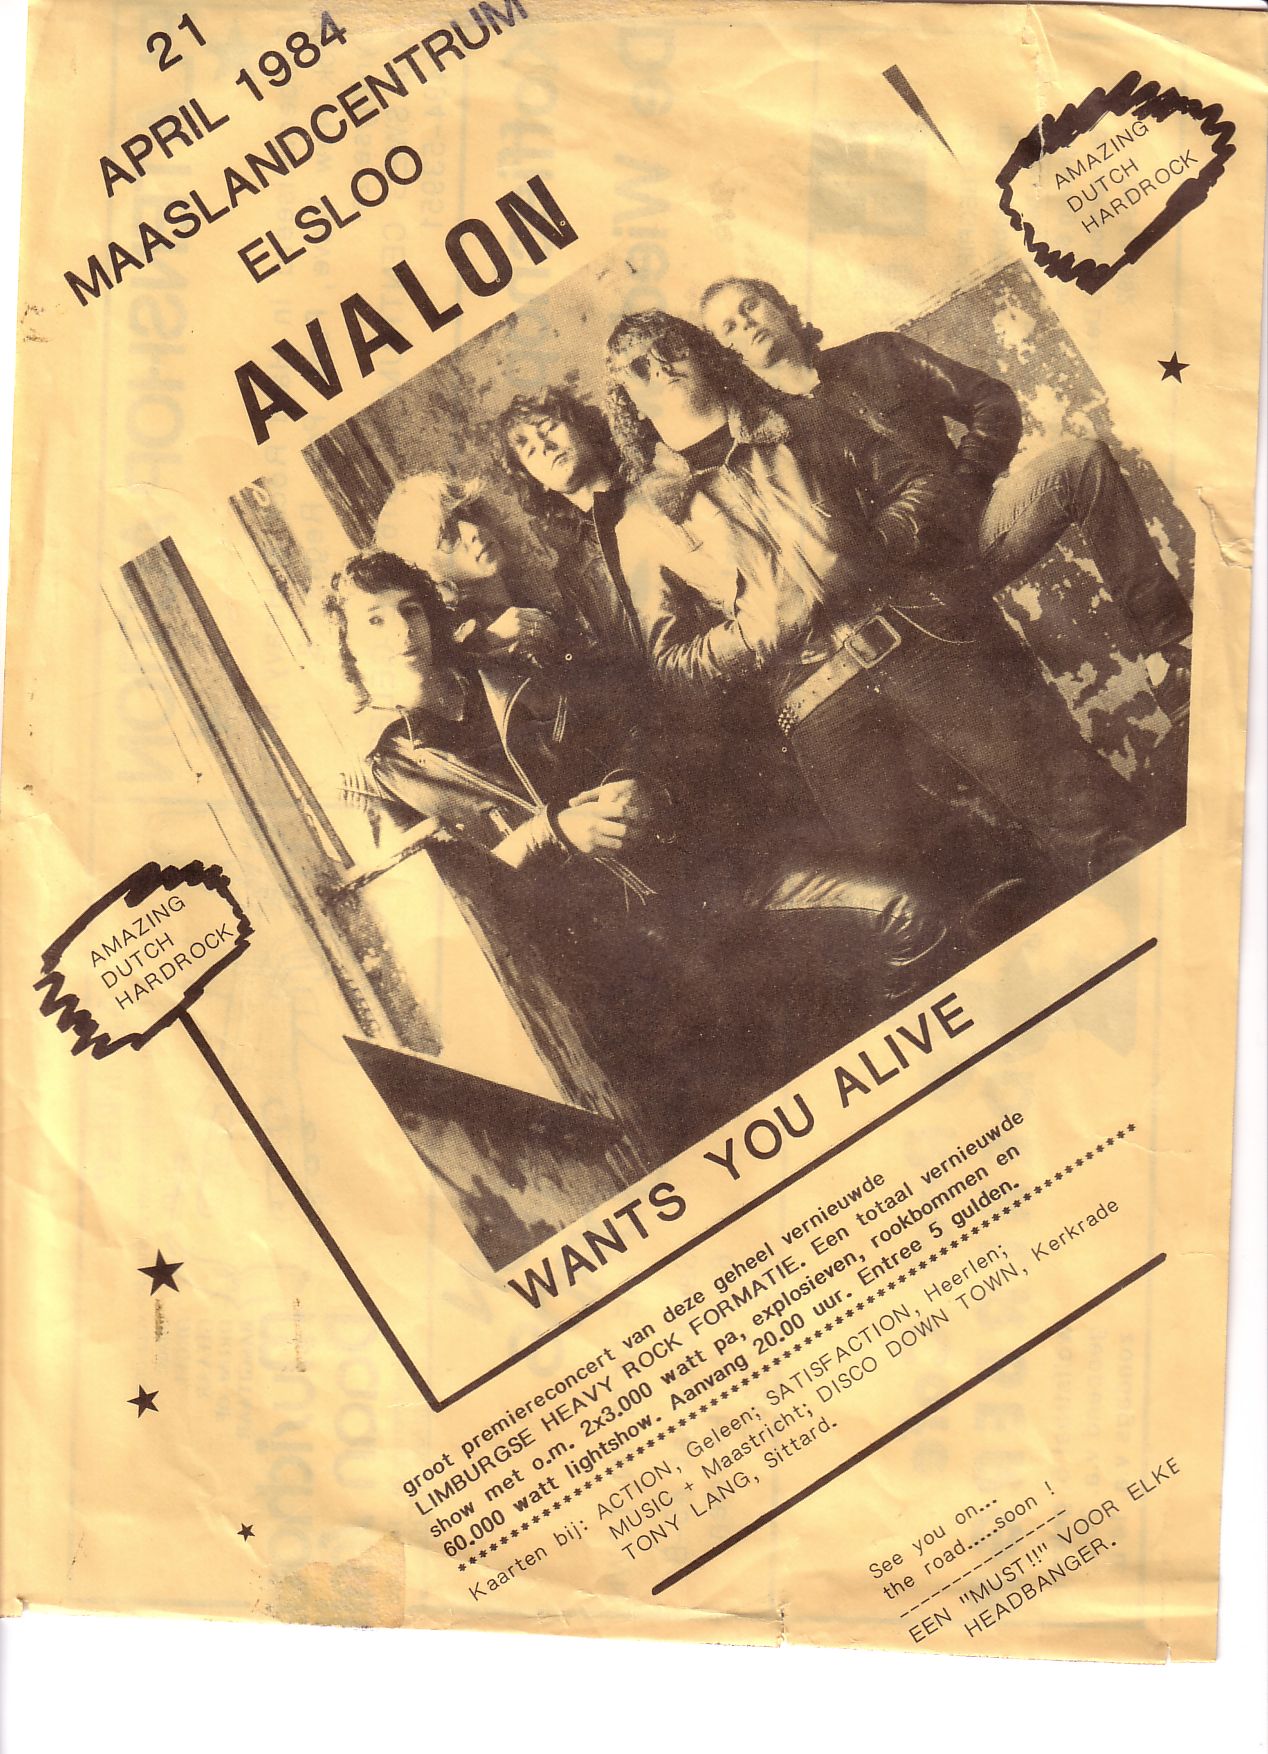 21
APRIL 1984
MAASLANDCENTRUM
ELSLOO
AVALON
AMAZING
DUTCH
HARDROCK
AMAZING
DUTCH
HARDROCK
WANTS YOU ALIVE
groot premiereconcert van deze geheel vernieuwde
LIMBURGSE HEAVY ROCK FORMATIE. Een totaal vernieuwde
show met o.m. 2x3.000 watt pa, explosieven, rookbommen en
60.000 watt lightshow. Aanvang 20.00 uur. Entree 5 gulden.
Kaarten bij: ACTION, Geleen; SATISFACTION, Heerlen;
MUSIC + Maastricht; DISCO DOWN TOWN, Kerkrade
TONY LANG, Sittard.
See you on...
the road.....soon !
EEN "MUST!!" VOOR ELKE
HEADBANGER.